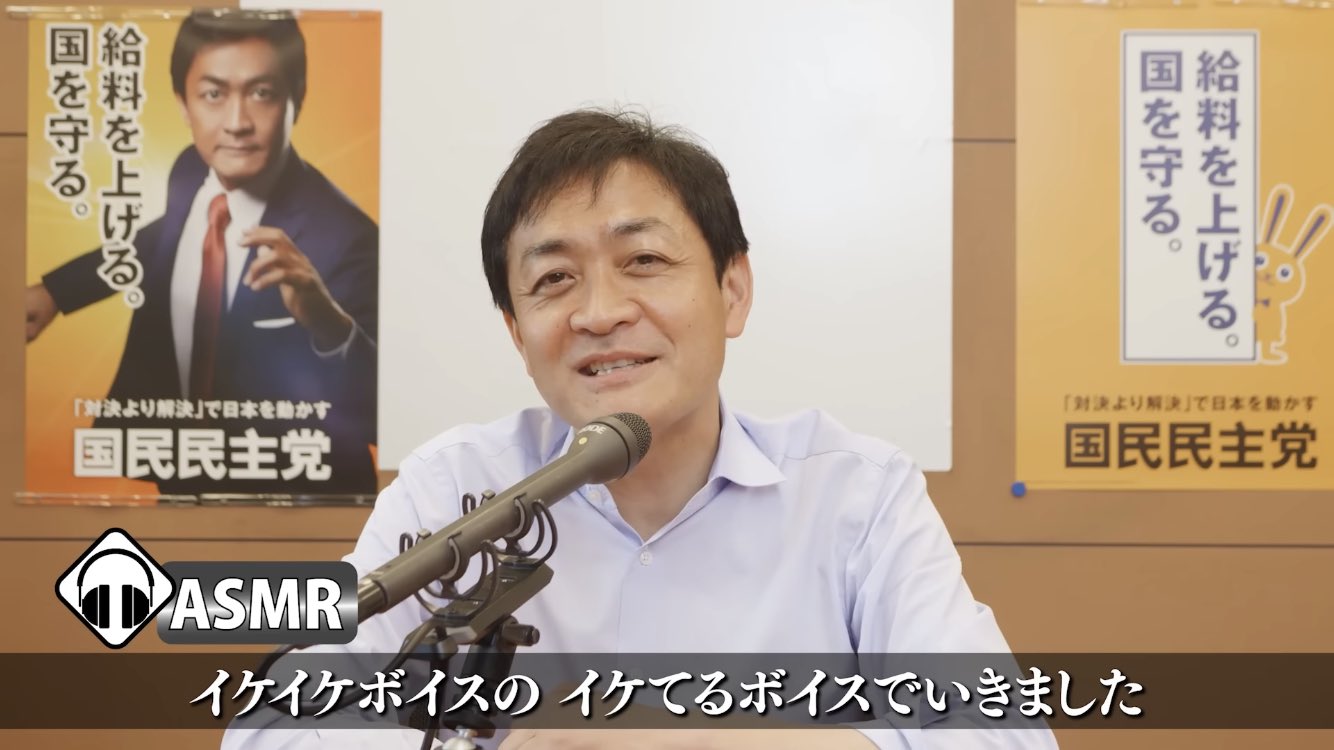 給料を上げる。
国を守る。
「対決より解決」で日本を動かす
国民民主党
給料を上げる。
国を守る。
「対決より解決」で日本を動かす
国民民主党
RODE
ASMR
イケイケボイスの イケてるボイスでいきました